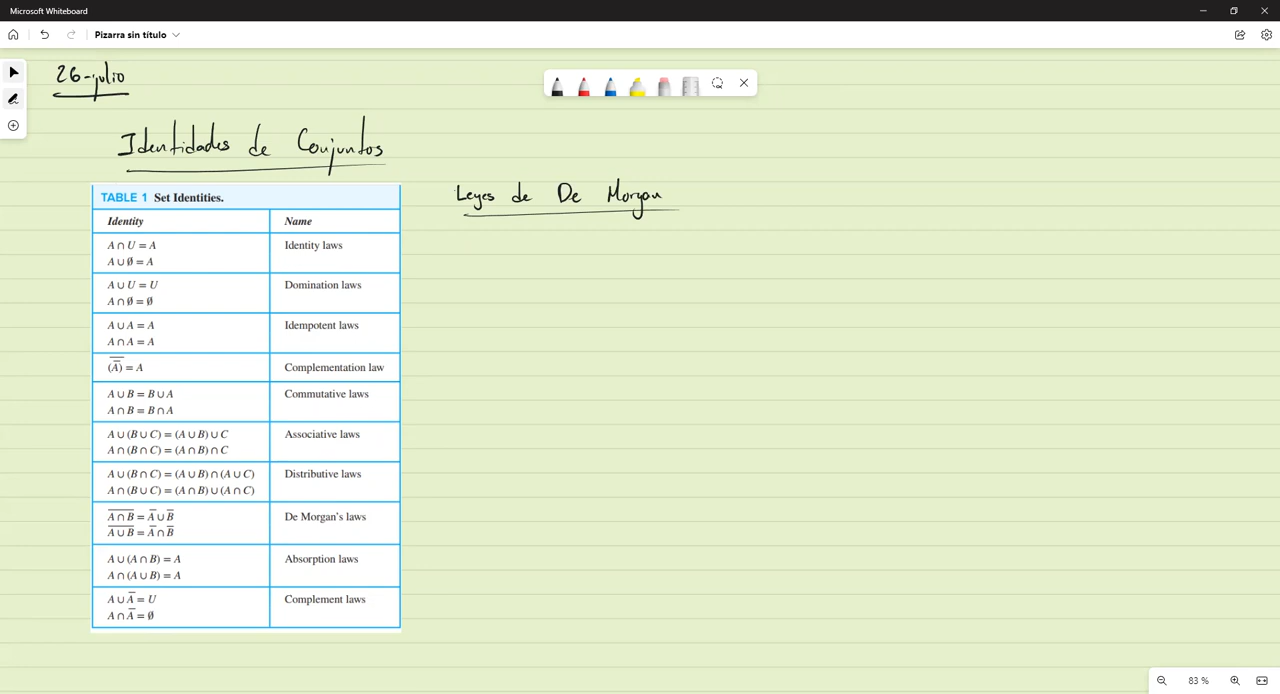 Microsoft Whiteboard
Pizarra sin título
26-julio
Identidades de Conjuntos
TABLE 1 Set Identities.
Identity Name
A ∩ U = A Identity laws
A ∪ ∅ = A
A ∪ U = U Domination laws
A ∩ ∅ = ∅
A ∪ A = A Idempotent laws
A ∩ A = A
(A̅)̅ = A Complementation law
A ∪ B = B ∪ A Commutative laws
A ∩ B = B ∩ A
A ∪ (B ∪ C) = (A ∪ B) ∪ C Associative laws
A ∩ (B ∩ C) = (A ∩ B) ∩ C
A ∪ (B ∩ C) = (A ∪ B) ∩ (A ∪ C) Distributive laws
A ∩ (B ∪ C) = (A ∩ B) ∪ (A ∩ C)
A̅ ̅∩̅ ̅B̅ = A̅ ∪ B̅ De Morgan's laws
A̅ ̅∪̅ ̅B̅ = A̅ ∩ B̅
A ∪ (A ∩ B) = A Absorption laws
A ∩ (A ∪ B) = A
A ∪ A̅ = U Complement laws
A ∩ A̅ = ∅
Leyes de De Morgan
83 %